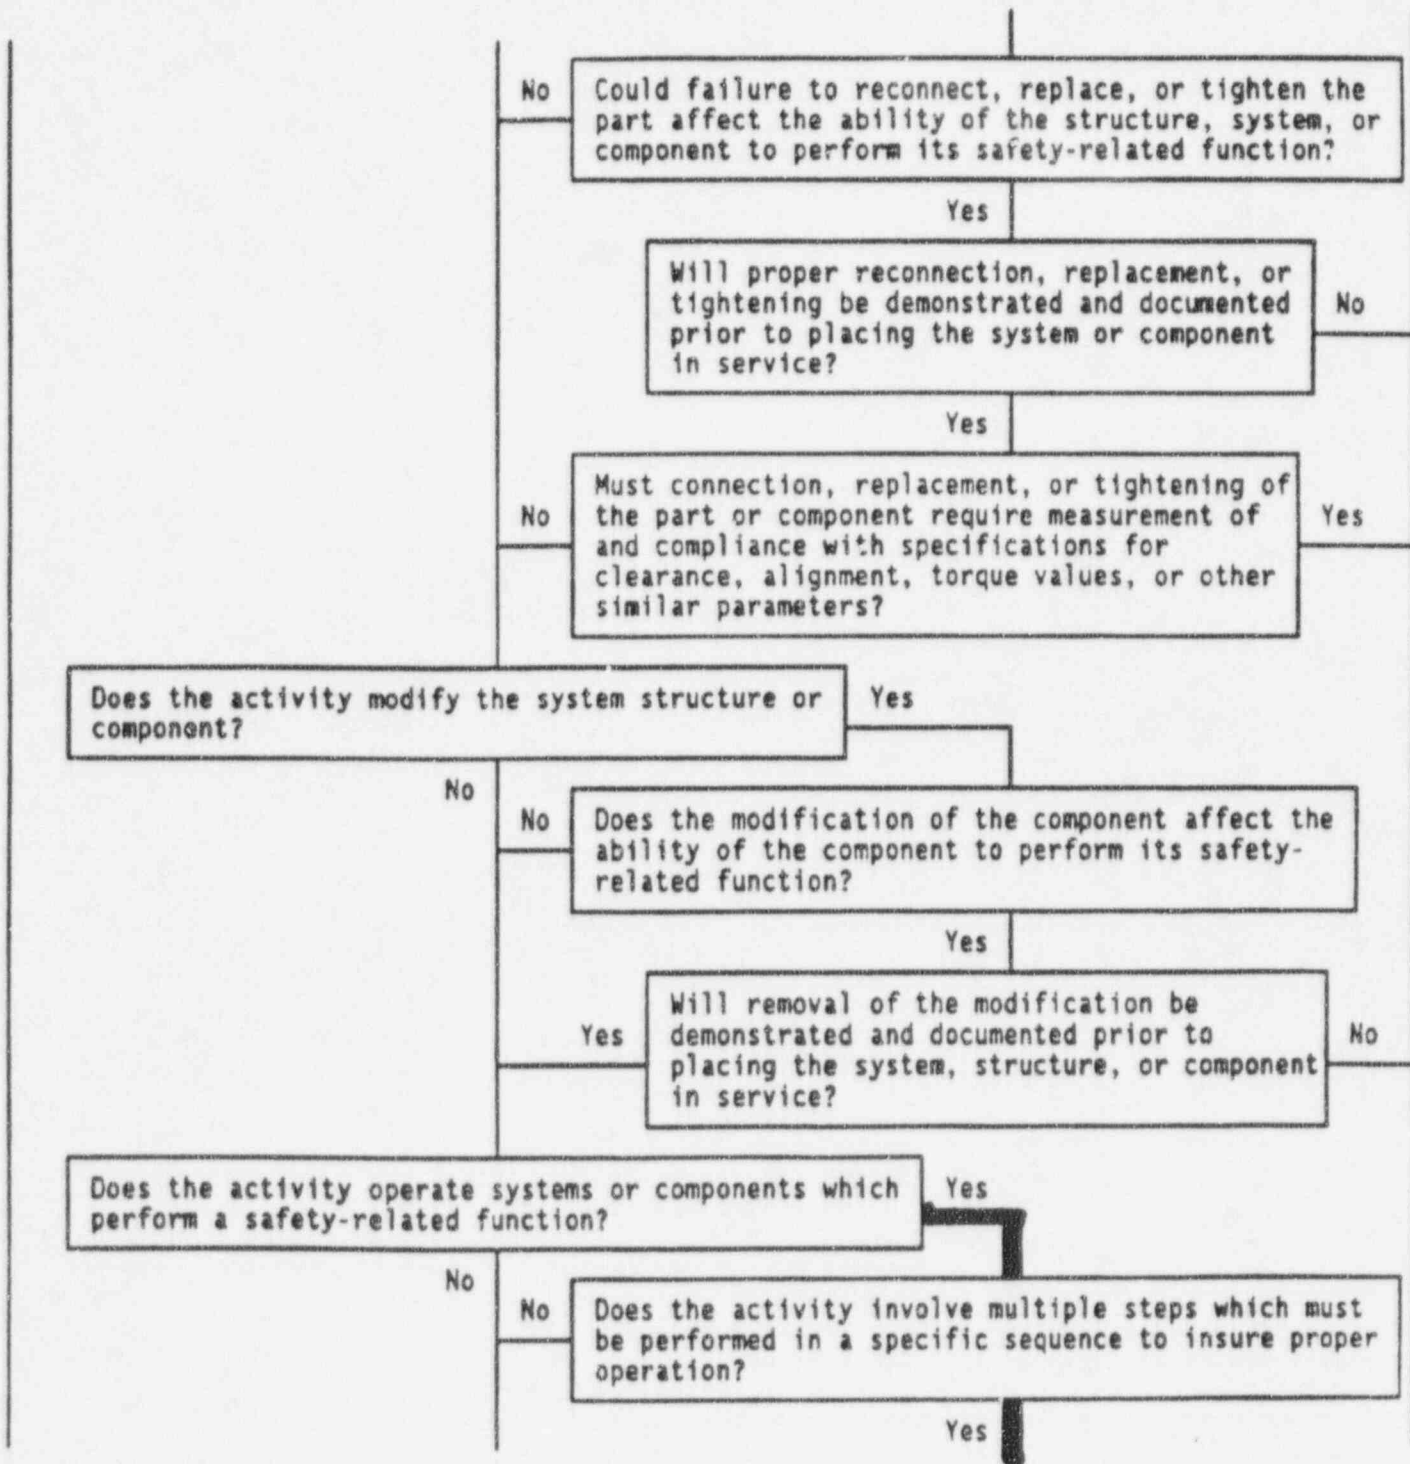 No
Could failure to reconnect, replace, or tighten the
part affect the ability of the structure, system, or
component to perform its safety-related function?
Yes
Will proper reconnection, replacement, or
tightening be demonstrated and documented
prior to placing the system or component
in service?
No
Yes
No
Must connection, replacement, or tightening of
the part or component require measurement of
and compliance with specifications for
clearance, alignment, torque values, or other
similar parameters?
Yes
Does the activity modify the system structure or
component?
Yes
No
No
Does the modification of the component affect the
ability of the component to perform its safety-
related function?
Yes
Yes
Will removal of the modification be
demonstrated and documented prior to
placing the system, structure, or component
in service?
No
Does the activity operate systems or components which
perform a safety-related function?
Yes
No
No
Does the activity involve multiple steps which must
be performed in a specific sequence to insure proper
operation?
Yes